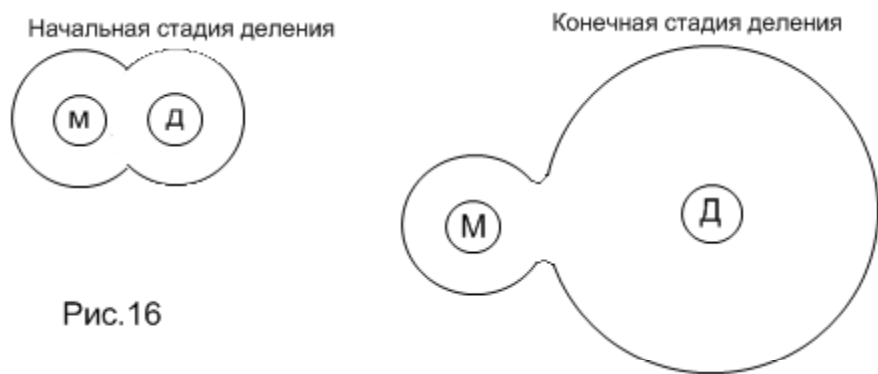 Начальная стадия деления
Конечная стадия деления
м д
М Д
Рис.16